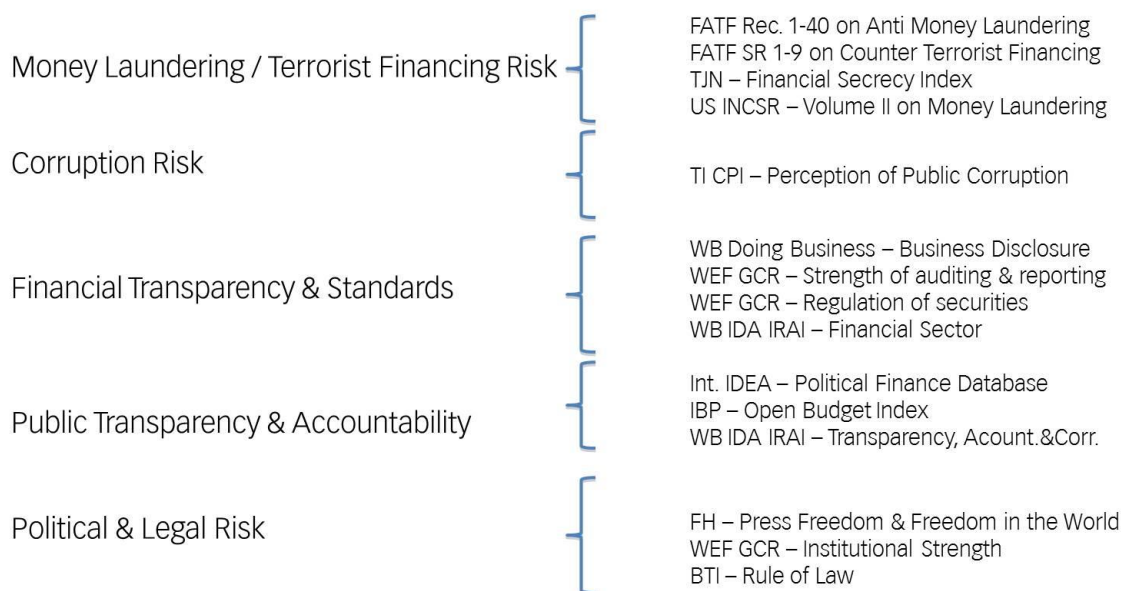 Money Laundering / Terrorist Financing Risk
FATF Rec. 1-40 on Anti Money Laundering
FATF SR 1-9 on Counter Terrorist Financing
TJN – Financial Secrecy Index
US INCSR – Volume II on Money Laundering
Corruption Risk
TI CPI – Perception of Public Corruption
Financial Transparency & Standards
WB Doing Business – Business Disclosure
WEF GCR – Strength of auditing & reporting
WEF GCR – Regulation of securities
WB IDA IRAI – Financial Sector
Public Transparency & Accountability
Int. IDEA – Political Finance Database
IBP – Open Budget Index
WB IDA IRAI – Transparency, Acount.&Corr.
Political & Legal Risk
FH – Press Freedom & Freedom in the World
WEF GCR – Institutional Strength
BTI – Rule of Law